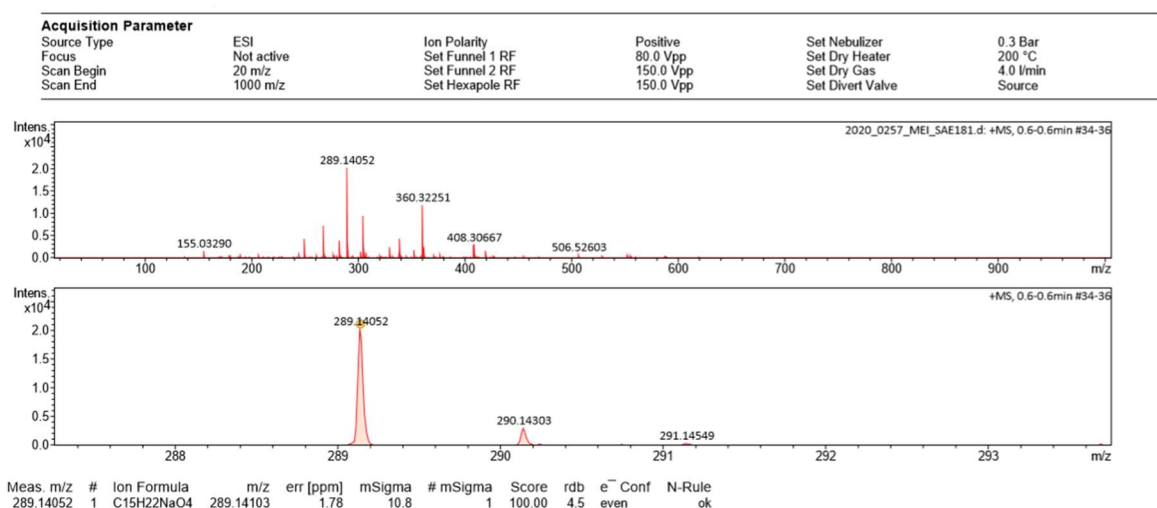 Acquisition Parameter
Source Type ESI Ion Polarity Positive Set Nebulizer 0.3 Bar
Focus Not active Set Funnel 1 RF 80.0 Vpp Set Dry Heater 200 °C
Scan Begin 20 m/z Set Funnel 2 RF 150.0 Vpp Set Dry Gas 4.0 l/min
Scan End 1000 m/z Set Hexapole RF 150.0 Vpp Set Divert Valve Source
Intens.
x10⁴
2020_0257_MEI_SAE181.d: +MS, 0.6-0.6min #34-36
289.14052
2.0
1.5
360.32251
1.0
0.5
155.03290
408.30667
506.52603
0.0
100 200 300 400 500 600 700 800 900 m/z
Intens.
x10⁴
+MS, 0.6-0.6min #34-36
289.14052
2.0
1.5
1.0
0.5
290.14303
291.14549
0.0
288 289 290 291 292 293 m/z
Meas. m/z # Ion Formula m/z err [ppm] mSigma # mSigma Score rdb e⁻ Conf N-Rule
289.14052 1 C15H22NaO4 289.14103 1.78 10.8 1 100.00 4.5 even ok